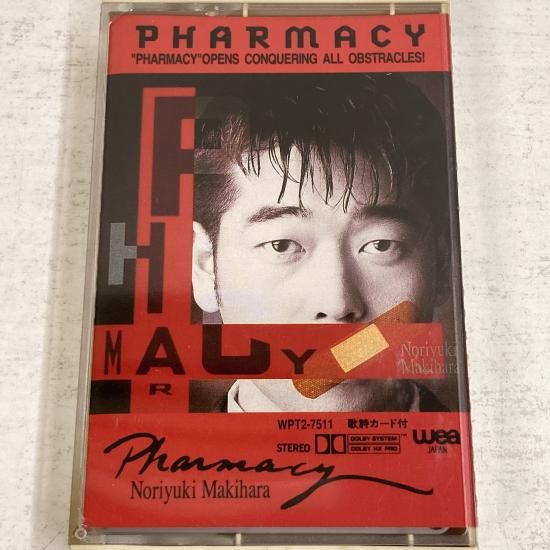 PHARMACY
"PHARMACY"OPENS CONQUERING ALL OBSTRACLES!
PHARMACY
Noriyuki
Makihara
WPT2-7511 歌詩カード付
STEREO DOLBY SYSTEM
DOLBY HX PRO
wea
JAPAN
Pharmacy
Noriyuki Makihara